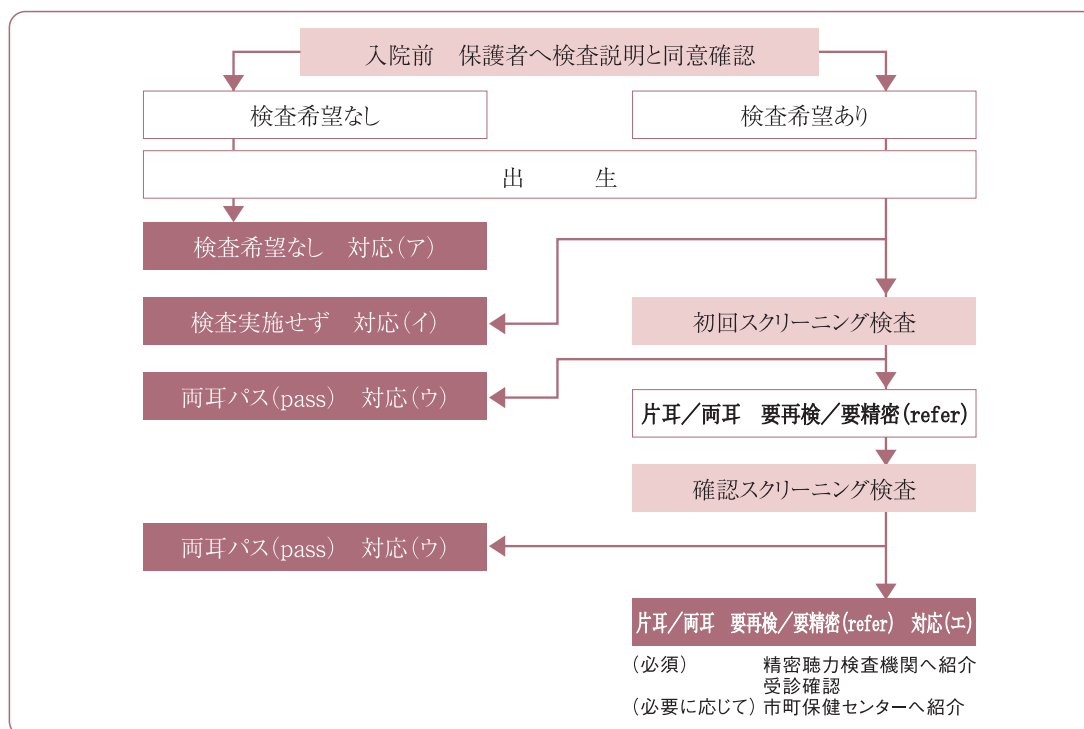 入院前　保護者へ検査説明と同意確認
検査希望なし
検査希望あり
出　　　生
検査希望なし　対応(ア)
検査実施せず　対応(イ)
初回スクリーニング検査
両耳パス(pass)　対応(ウ)
片耳／両耳　要再検／要精密(refer)
確認スクリーニング検査
両耳パス(pass)　対応(ウ)
片耳／両耳　要再検／要精密(refer)　対応(エ)
(必須)　精密聴力検査機関へ紹介
受診確認
(必要に応じて)市町保健センターへ紹介